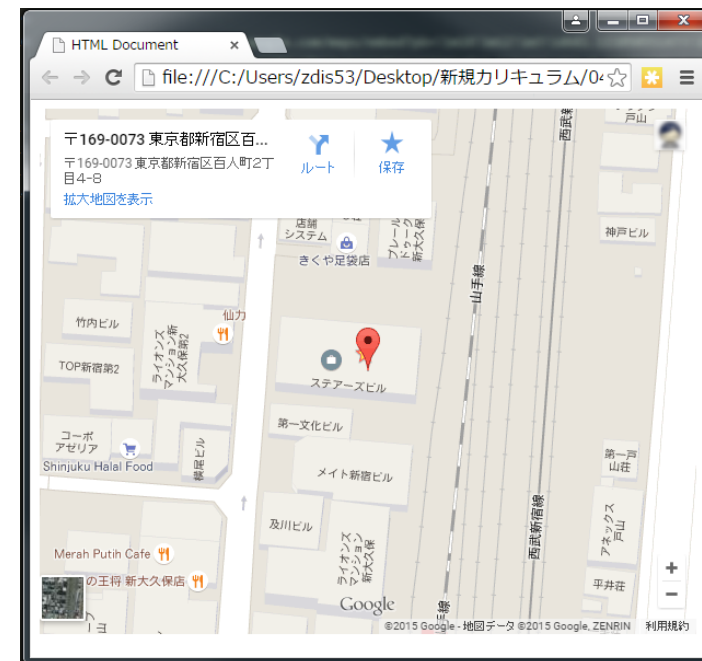 HTML Document
file:///C:/Users/zdis53/Desktop/新規カリキュラム/04
〒169-0073 東京都新宿区百...
〒169-0073 東京都新宿区百人町2丁
目4-8
拡大地図を表示
ルート
保存
戸山
西武新
店舗
システム
きくや足袋店
ブレール
ドゥーク
新大久保
神戸ビル
山手線
竹内ビル
仙力
ライオンズ
マンション新
大久保第2
TOP新宿第2
ステアーズビル
第一文化ビル
コーポ
アゼリア
Shinjuku Halal Food
横尾ビル
メイト新宿ビル
第一戸
山荘
及川ビル
ライオンズ
マンション
新大久保
西武新宿線
アネックス
戸山
Merah Putih Cafe
の王将 新大久保店
平井荘
+
−
Google
線
©2015 Google - 地図データ ©2015 Google, ZENRIN
利用規約